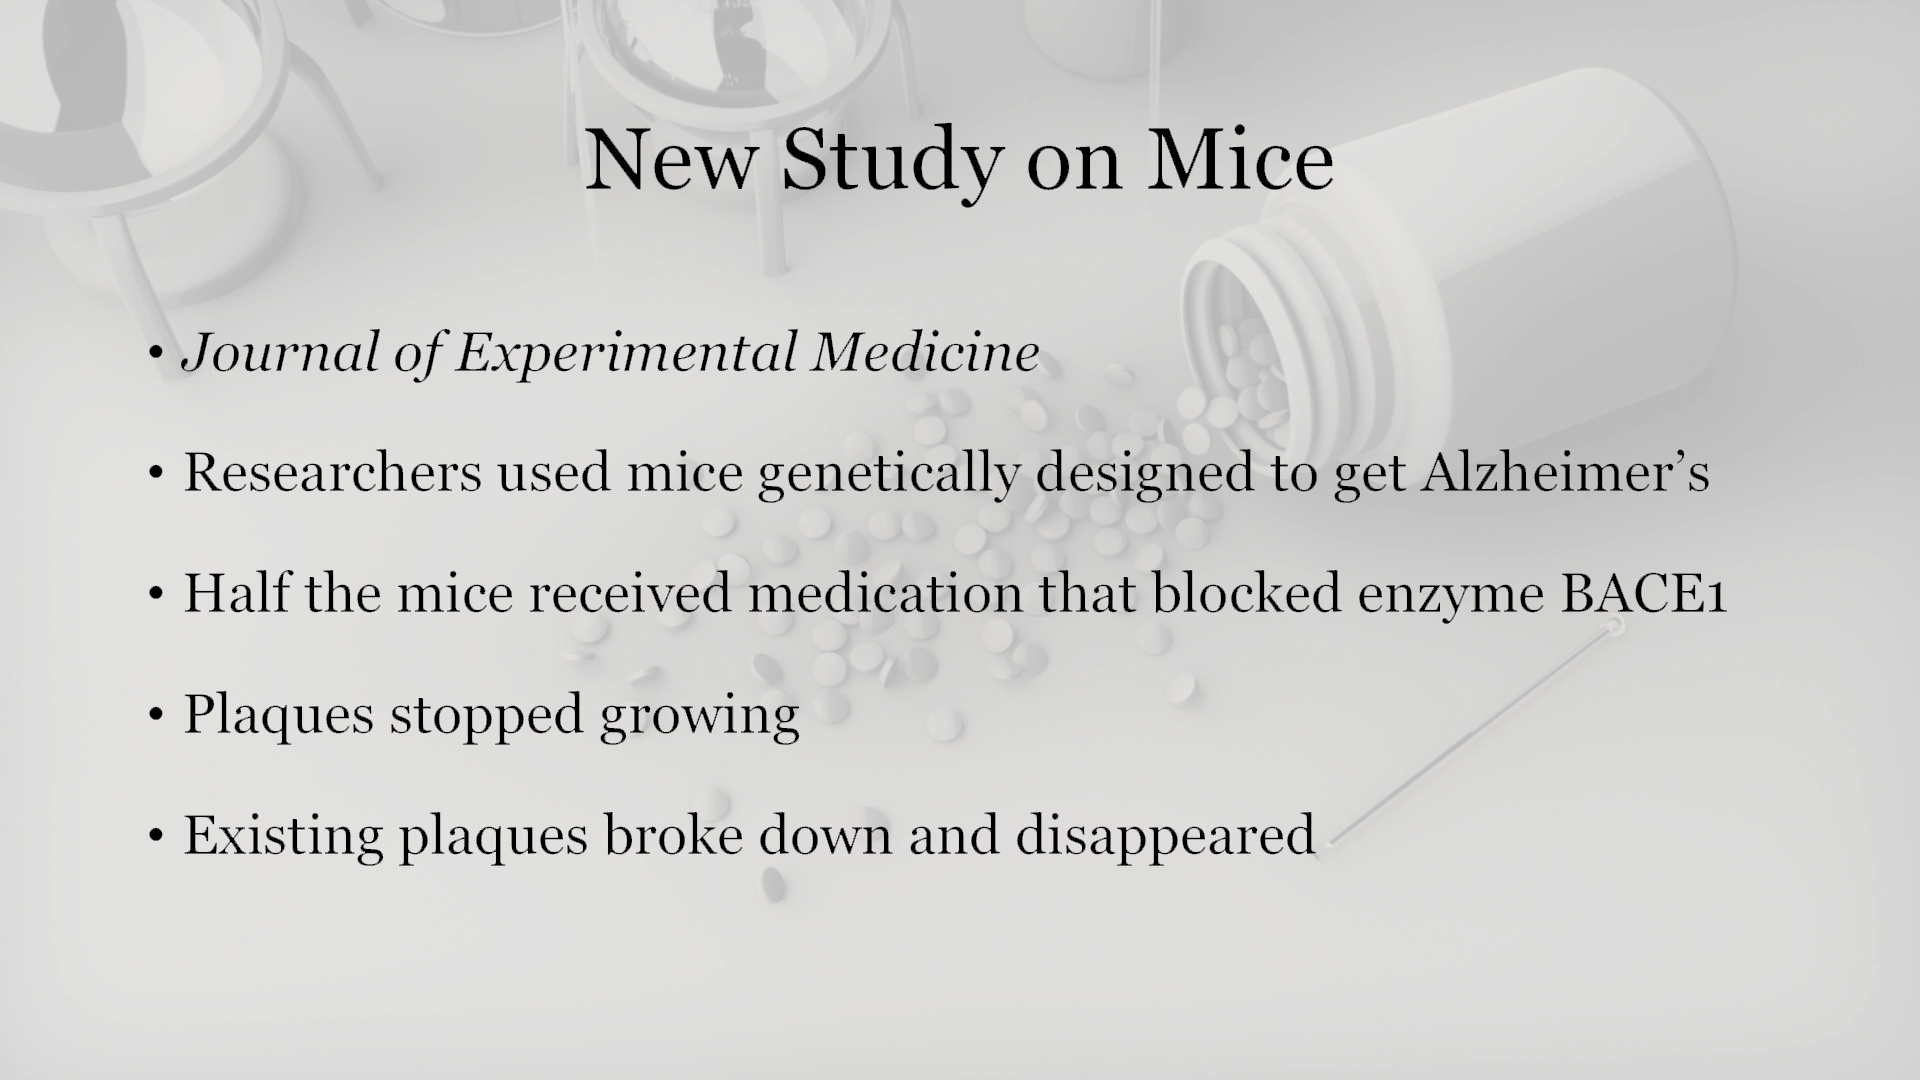 New Study on Mice
• Journal of Experimental Medicine
• Researchers used mice genetically designed to get Alzheimer’s
• Half the mice received medication that blocked enzyme BACE1
• Plaques stopped growing
• Existing plaques broke down and disappeared